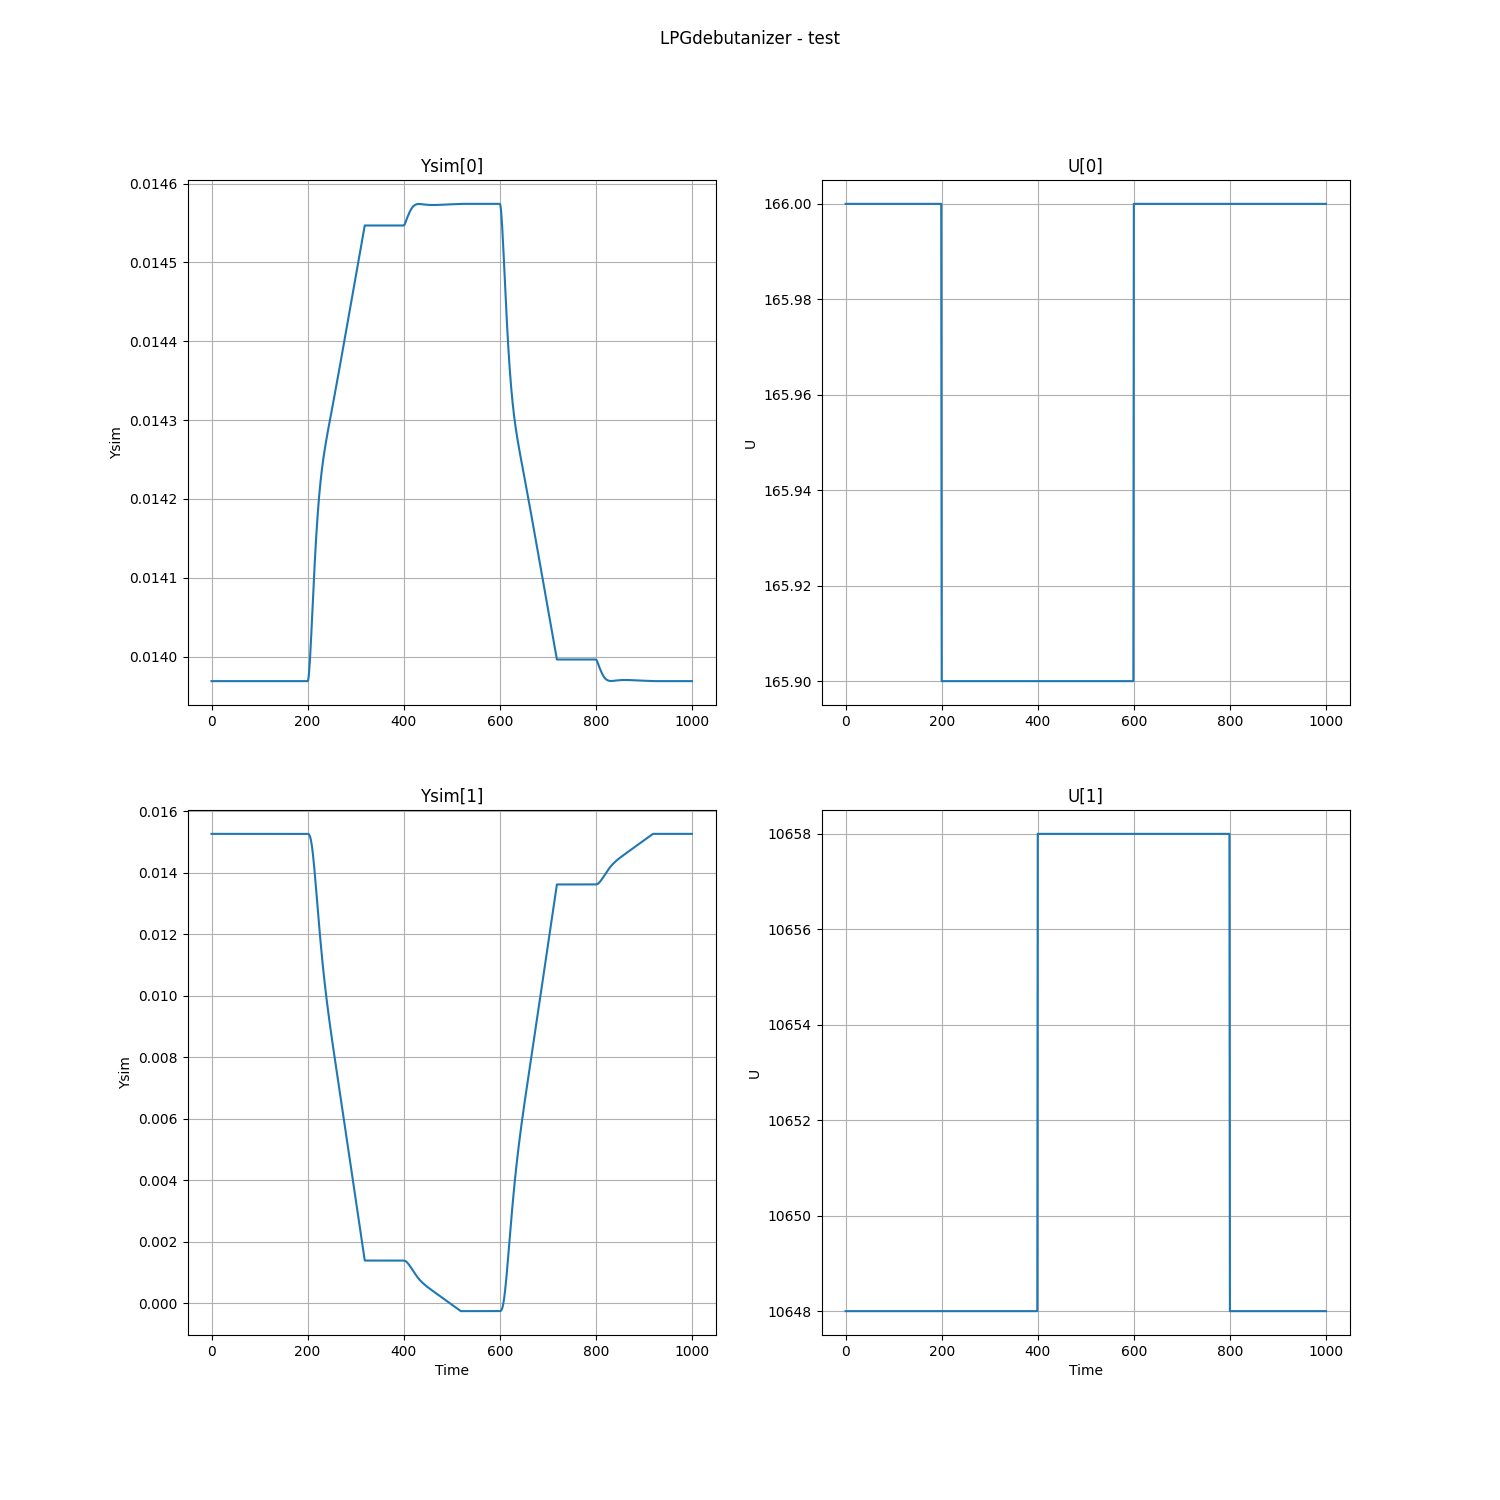 LPGdebutanizer - test
Ysim[0]
0.0146
0.0145
0.0144
0.0143
0.0142
0.0141
0.0140
Ysim
0 200 400 600 800 1000
U[0]
166.00
165.98
165.96
165.94
165.92
165.90
U
0 200 400 600 800 1000
Ysim[1]
0.016
0.014
0.012
0.010
0.008
0.006
0.004
0.002
0.000
Ysim
0 200 400 600 800 1000
Time
U[1]
10658
10656
10654
10652
10650
10648
U
0 200 400 600 800 1000
Time